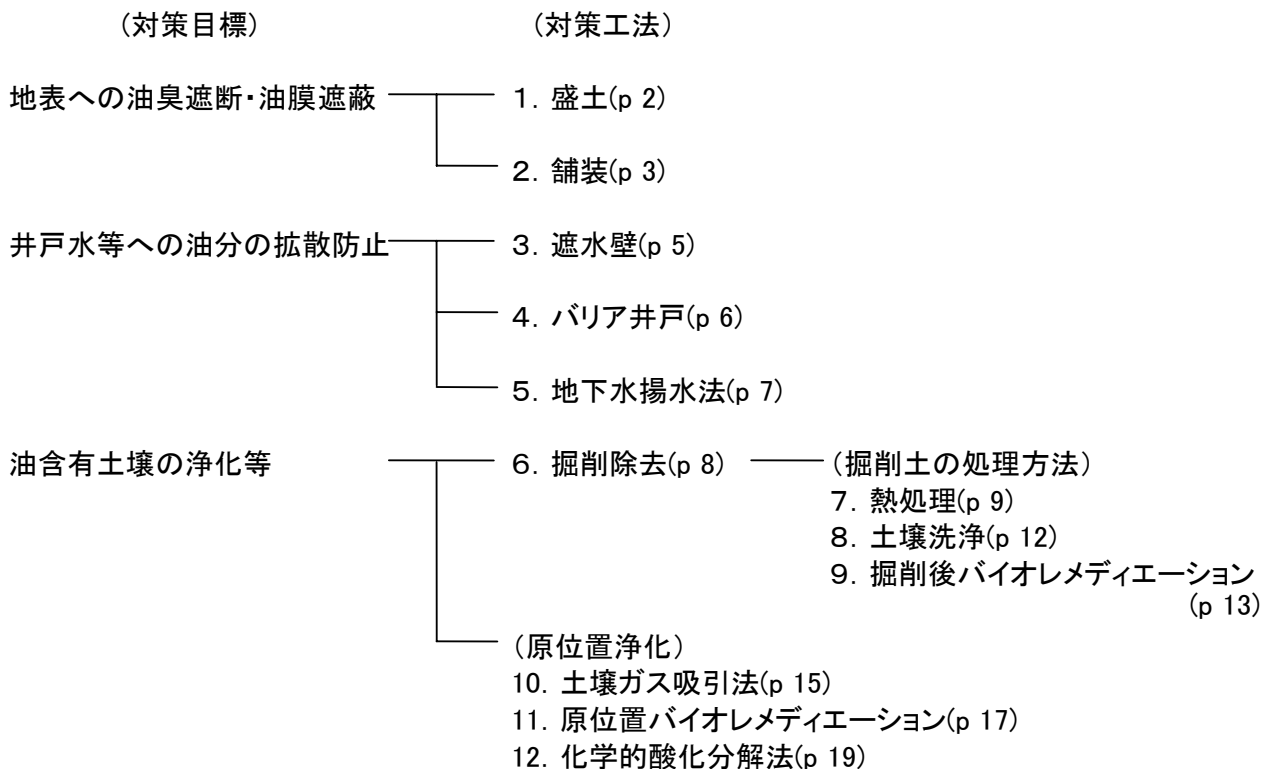 (対策目標) (対策工法)
地表への油臭遮断・油膜遮蔽 1. 盛土(p 2)
2. 舗装(p 3)
井戸水等への油分の拡散防止 3. 遮水壁(p 5)
4. バリア井戸(p 6)
5. 地下水揚水法(p 7)
油含有土壌の浄化等 6. 掘削除去(p 8) (掘削土の処理方法)
7. 熱処理(p 9)
8. 土壌洗浄(p 12)
9. 掘削後バイオレメディエーション
(p 13)
(原位置浄化)
10. 土壌ガス吸引法(p 15)
11. 原位置バイオレメディエーション(p 17)
12. 化学的酸化分解法(p 19)